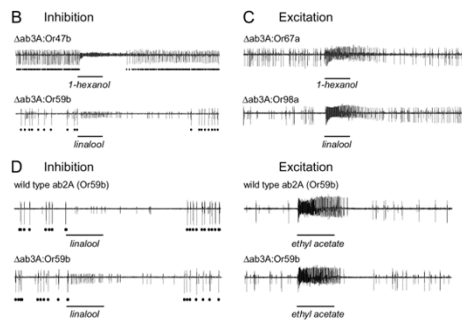 B
Inhibition
Δab3A:Or47b
1-hexanol
Δab3A:Or59b
linalool
C
Excitation
Δab3A:Or67a
1-hexanol
Δab3A:Or98a
linalool
D
Inhibition
wild type ab2A (Or59b)
linalool
Δab3A:Or59b
linalool
Excitation
wild type ab2A (Or59b)
ethyl acetate
Δab3A:Or59b
ethyl acetate